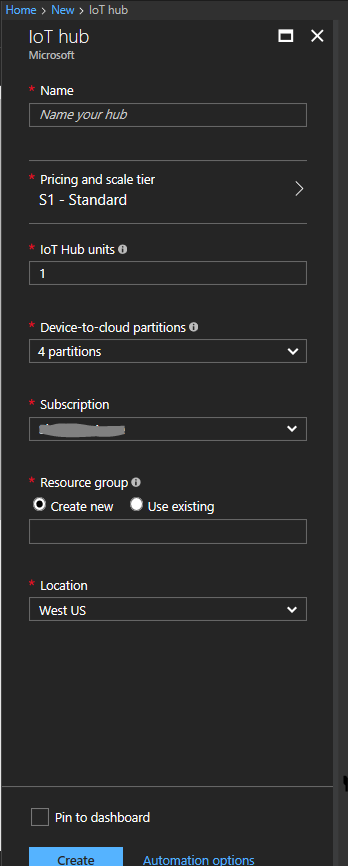 Home > New > IoT hub
IoT hub
Microsoft
* Name
Name your hub
* Pricing and scale tier
S1 - Standard
* IoT Hub units
1
* Device-to-cloud partitions
4 partitions
* Subscription
* Resource group
Create new Use existing
* Location
West US
Pin to dashboard
Create Automation options